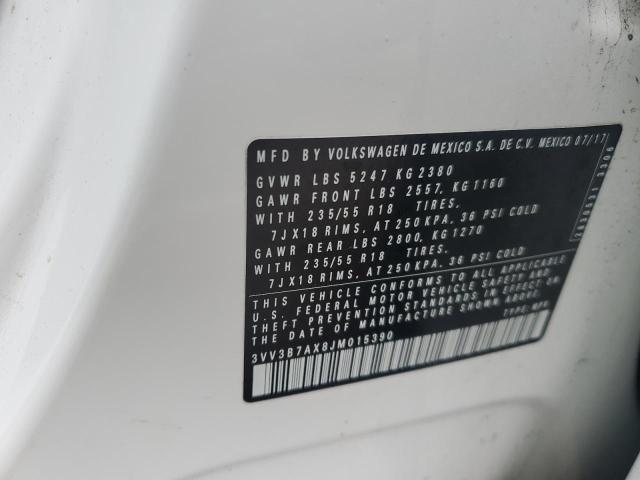 MFD BY VOLKSWAGEN DE MEXICO S.A. DE C.V. MEXICO 07/17
GVWR LBS 5247 KG 2380
GAWR FRONT LBS 2557, KG 1160
WITH 235/55 R18 TIRES.
7JX18 RIMS, AT 250 KPA, 36 PSI COLD
GAWR REAR LBS 2800, KG 1270
WITH 235/55 R18 TIRES.
7JX18 RIMS, AT 250 KPA, 36 PSI COLD
THIS VEHICLE CONFORMS TO ALL APPLICABLE
U.S. FEDERAL MOTOR VEHICLE SAFETY AND
THEFT PREVENTION STANDARDS IN EFFECT ON
THE DATE OF MANUFACTURE SHOWN ABOVE.
TYPE:
3VV3B7AX8JM015390